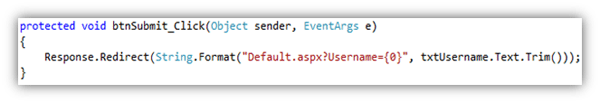 protected void btnSubmit_Click(Object sender, EventArgs e)
{
    Response.Redirect(String.Format("Default.aspx?Username={0}", txtUsername.Text.Trim()));
}